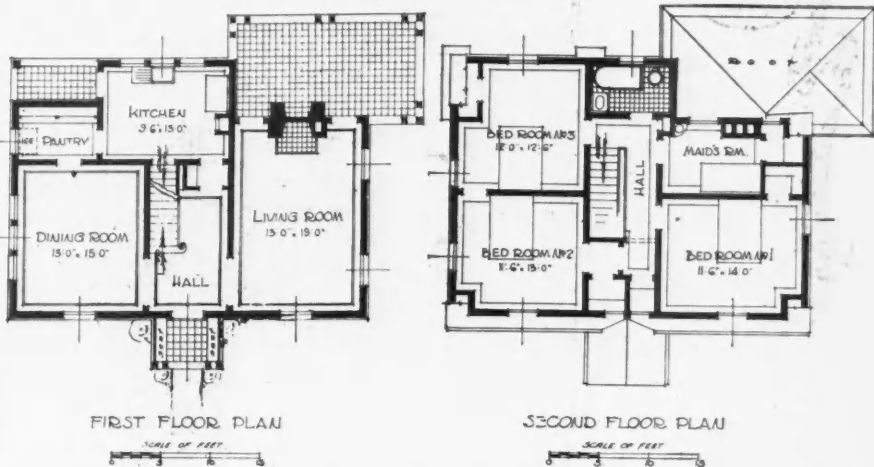 KITCHEN
9'6" x 13'0"
ICE
PANTRY
DINING ROOM
13'0" x 15'0"
HALL
LIVING ROOM
13'0" x 19'0"
FIRST FLOOR PLAN
SCALE OF FEET
0 5 10 15
ROOF
BED ROOM No 3
12'0" x 12'6"
MAID'S RM.
HALL
BED ROOM No 2
11'6" x 13'0"
BED ROOM No 1
11'6" x 14'0"
SECOND FLOOR PLAN
SCALE OF FEET
0 5 10 15